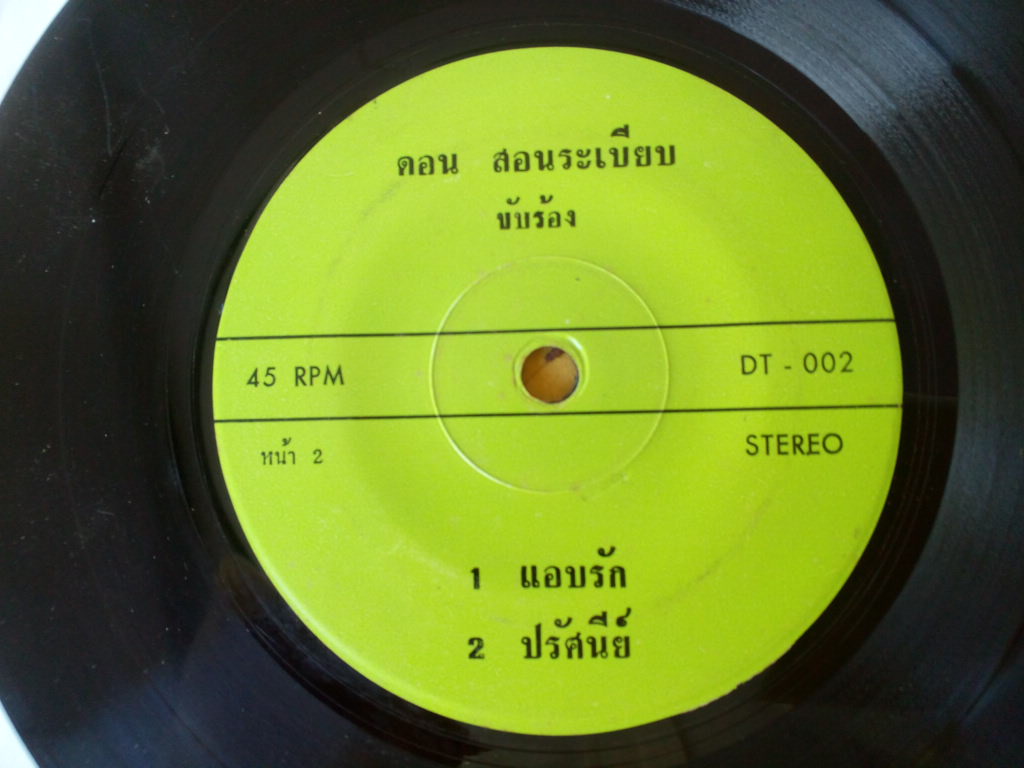 ดอน สอนระเบียบ
ขับร้อง
45 RPM
DT - 002
หน้า 2
STEREO
1 แอบรัก
2 ปรัศนีย์